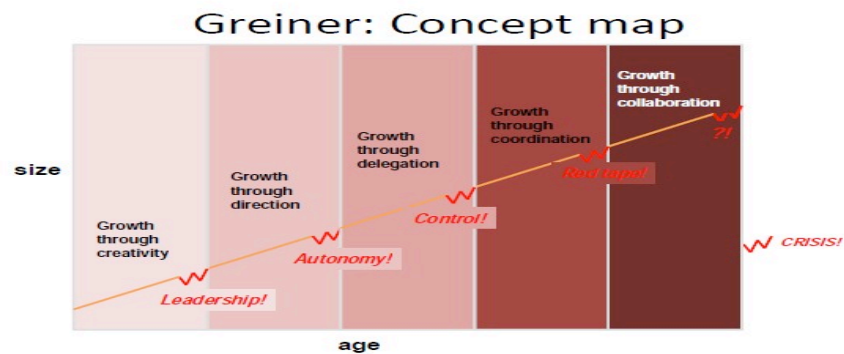 Greiner: Concept map
Growth
through
collaboration
?!
Growth
through
coordination
Red tape!
Growth
through
delegation
Control!
size
Growth
through
direction
Autonomy!
Growth
through
creativity
Leadership!
CRISIS!
age